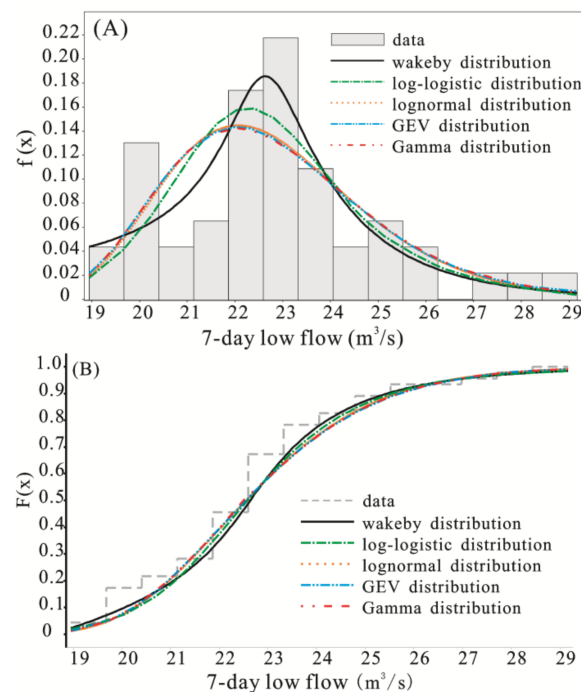 (A)
0.22
0.20
0.18
0.16
0.14
0.12
0.10
0.08
0.06
0.04
0.02
0
f(x)
data
wakeby distribution
log-logistic distribution
lognormal distribution
GEV distribution
Gamma distribution
19 20 21 22 23 24 25 26 27 28 29
7-day low flow (m³/s)
(B)
1.0
0.9
0.8
0.7
0.6
0.5
0.4
0.3
0.2
0.1
0
F(x)
data
wakeby distribution
log-logistic distribution
lognormal distribution
GEV distribution
Gamma distribution
19 20 21 22 23 24 25 26 27 28 29
7-day low flow (m³/s)